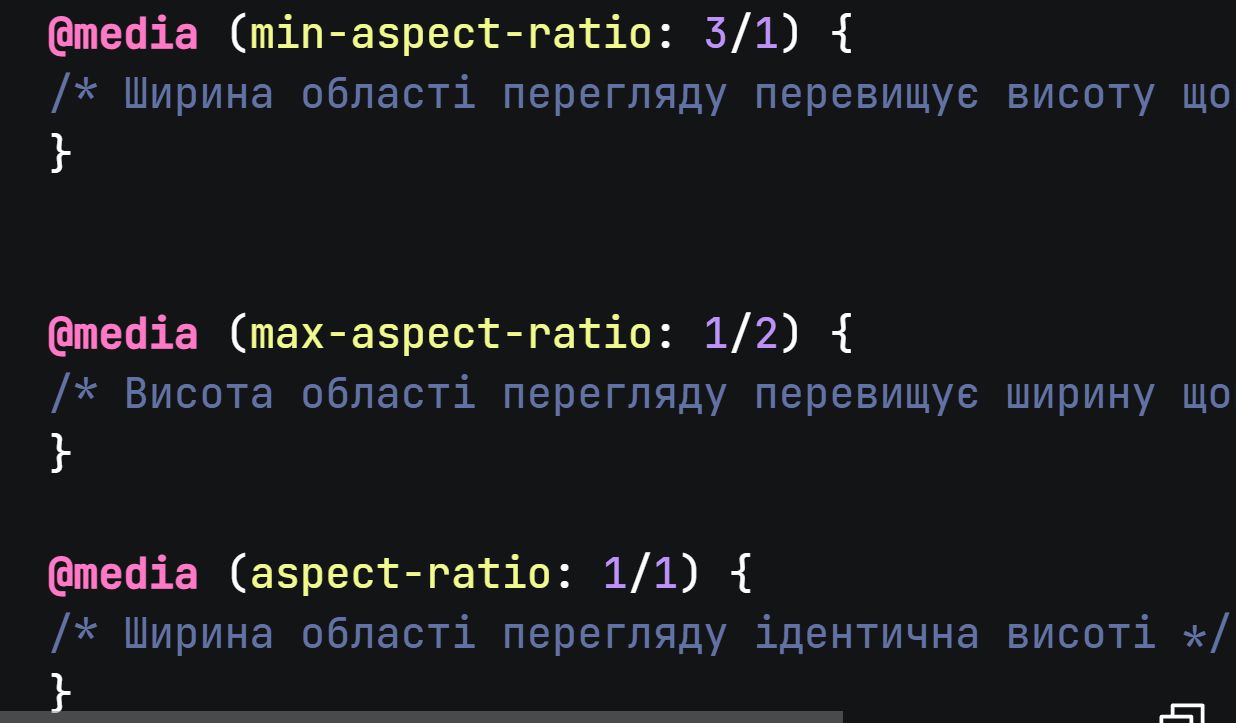 @media (min-aspect-ratio: 3/1) {
/* Ширина області перегляду перевищує висоту що
}
@media (max-aspect-ratio: 1/2) {
/* Висота області перегляду перевищує ширину що
}
@media (aspect-ratio: 1/1) {
/* Ширина області перегляду ідентична висоті */
}